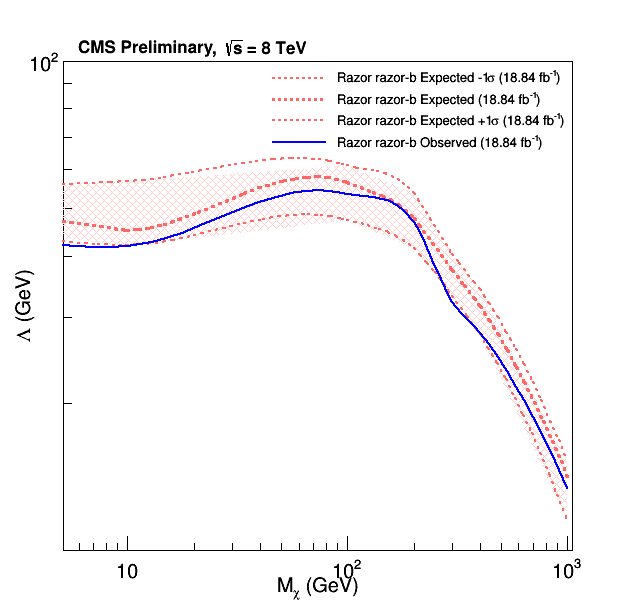 CMS Preliminary, √s = 8 TeV
10²
Razor razor-b Expected -1σ (18.84 fb⁻¹)
Razor razor-b Expected (18.84 fb⁻¹)
Razor razor-b Expected +1σ (18.84 fb⁻¹)
Razor razor-b Observed (18.84 fb⁻¹)
Λ (GeV)
10 10² 10³
Mχ (GeV)